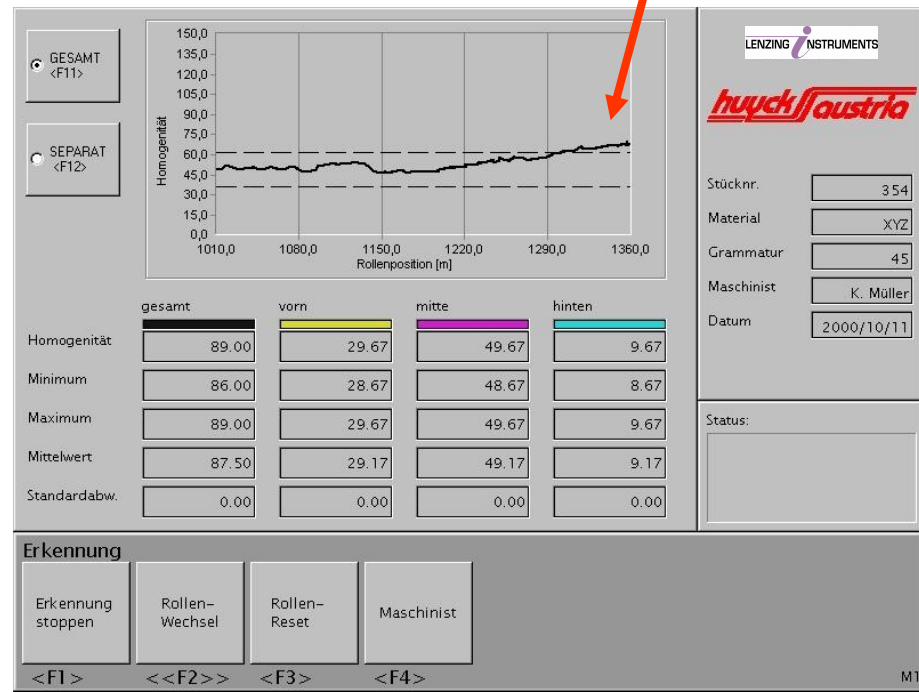 GESAMT
<F11>
SEPARAT
<F12>
Homogenität
150,0
135,0
120,0
105,0
90,0
75,0
60,0
45,0
30,0
15,0
0,0
1010,0 1080,0 1150,0 1220,0 1290,0 1360,0
Rollenposition [m]
LENZING iNSTRUMENTS
huyck austria
Stücknr. 354
Material XYZ
Grammatur 45
Maschinist K. Müller
Datum 2000/10/11
gesamt vorn mitte hinten
Homogenität 89.00 29.67 49.67 9.67
Minimum 86.00 28.67 48.67 8.67
Maximum 89.00 29.67 49.67 9.67
Mittelwert 87.50 29.17 49.17 9.17
Standardabw. 0.00 0.00 0.00 0.00
Status:
Erkennung
Erkennung
stoppen
Rollen-
Wechsel
Rollen-
Reset
Maschinist
<F1> <<F2>> <F3> <F4>